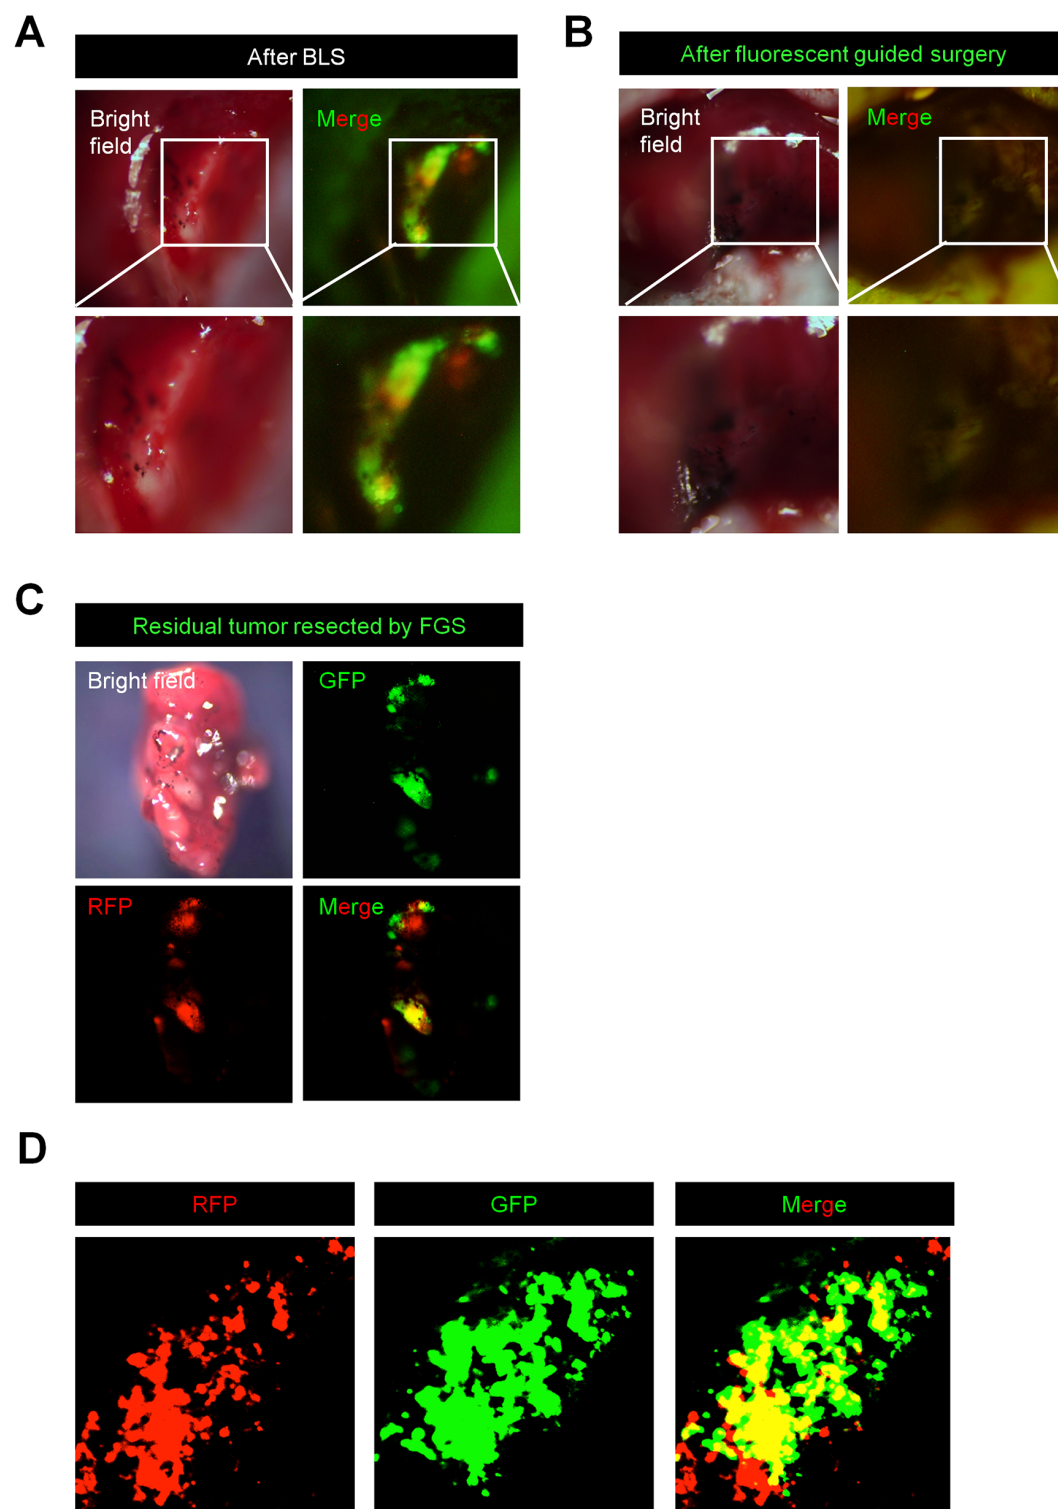 A
After BLS
Bright
field
Merge
B
After fluorescent guided surgery
Bright
field
Merge
C
Residual tumor resected by FGS
Bright field
GFP
RFP
Merge
D
RFP
GFP
Merge